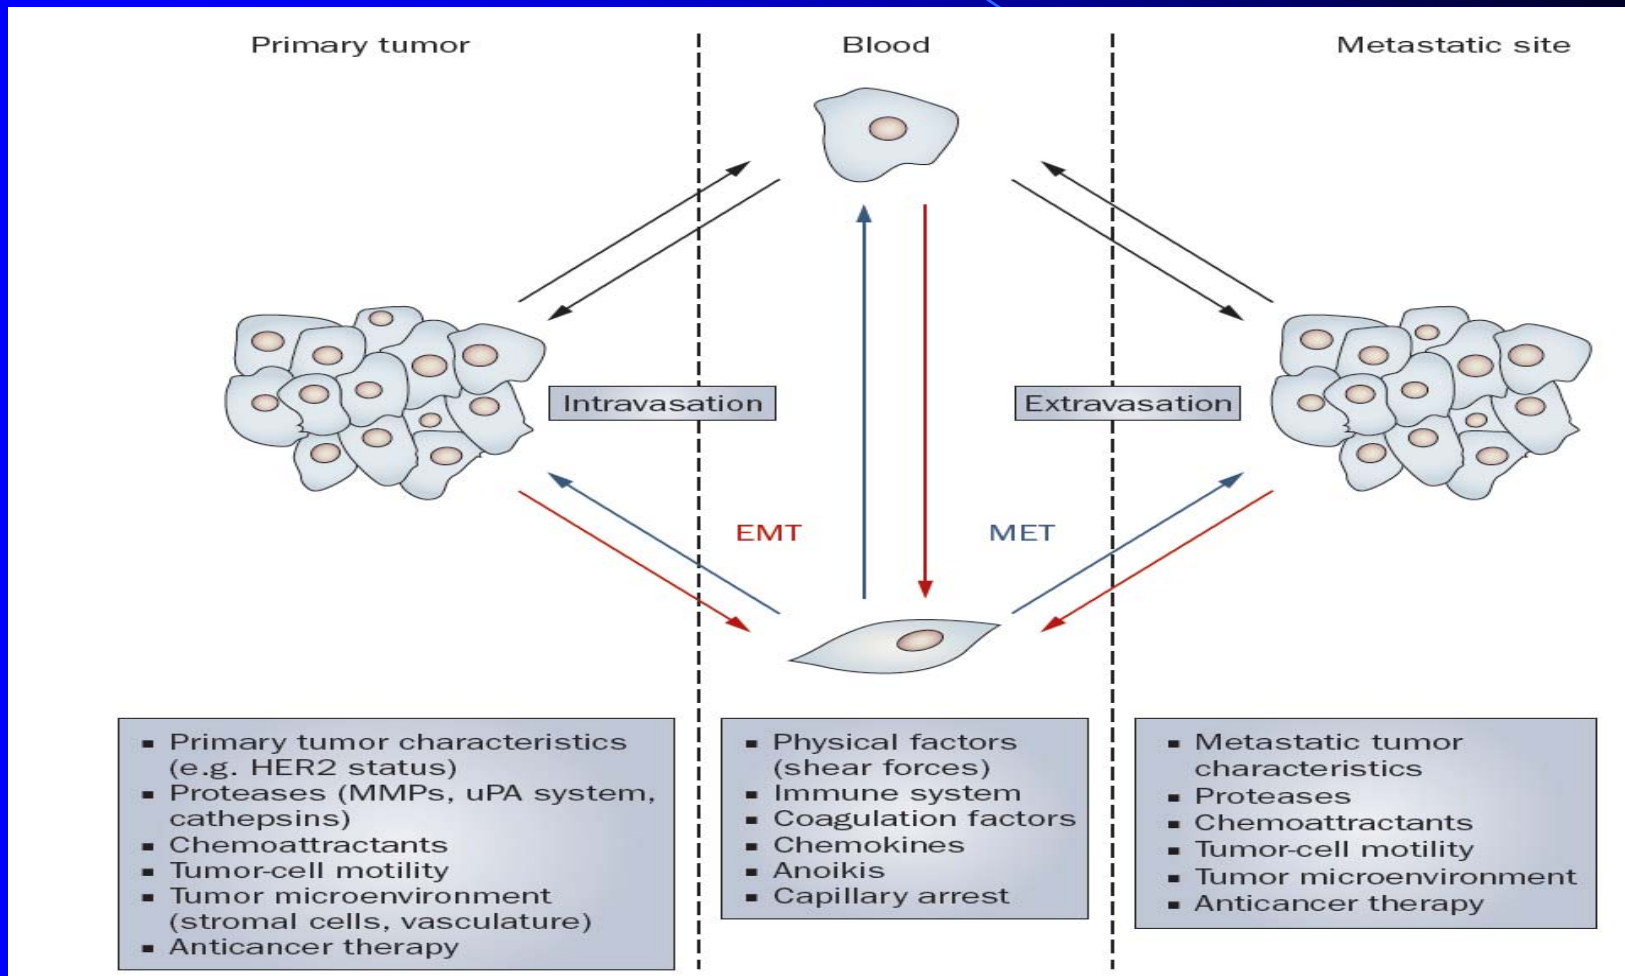 Primary tumor
Blood
Metastatic site
Intravasation
Extravasation
EMT
MET
▪ Primary tumor characteristics
(e.g. HER2 status)
▪ Proteases (MMPs, uPA system,
cathepsins)
▪ Chemoattractants
▪ Tumor-cell motility
▪ Tumor microenvironment
(stromal cells, vasculature)
▪ Anticancer therapy
▪ Physical factors
(shear forces)
▪ Immune system
▪ Coagulation factors
▪ Chemokines
▪ Anoikis
▪ Capillary arrest
▪ Metastatic tumor
characteristics
▪ Proteases
▪ Chemoattractants
▪ Tumor-cell motility
▪ Tumor microenvironment
▪ Anticancer therapy